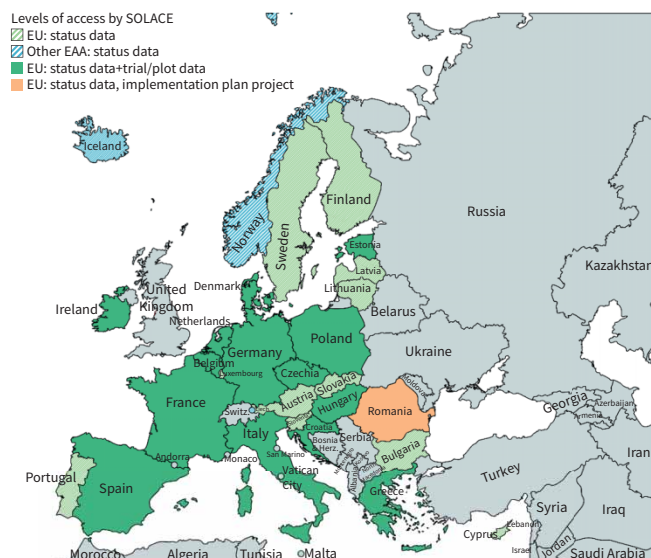 Levels of access by SOLACE
EU: status data
Other EAA: status data
EU: status data+trial/plot data
EU: status data, implementation plan project
Iceland
Finland
Russia
Norway
Sweden
Estonia
Latvia
Lithuania
Kazakhstan
Denmark
United
Kingdom
Ireland
Netherlands
Belarus
Poland
Germany
Belgium
Luxembourg
Czechia
Ukraine
Slovakia
Austria
Hungary
Moldova
France
Switz.
Romania
Croatia
Georgia
Azerbaijan
Armenia
Italy
Bosnia
& Herz.
Serbia
Bulgaria
Andorra
Monaco
San Marino
Vatican
City
Albania
Portugal
Spain
Greece
Turkey
Iran
Syria
Iraq
Cyprus
Lebanon
Israel
Jordan
Morocco
Algeria
Tunisia
Malta
Saudi Arabia